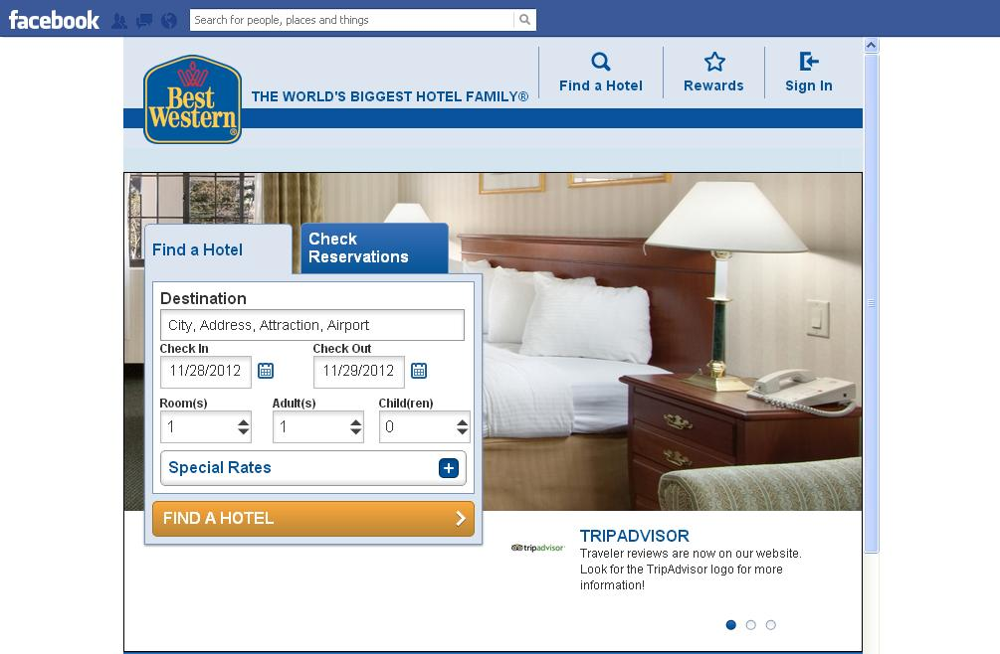 facebook
Search for people, places and things
Best
Western®
THE WORLD'S BIGGEST HOTEL FAMILY®
Find a Hotel
Rewards
Sign In
Find a Hotel
Check
Reservations
Destination
City, Address, Attraction, Airport
Check In
Check Out
11/28/2012
11/29/2012
Room(s)
Adult(s)
Child(ren)
1
1
0
Special Rates
FIND A HOTEL
tripadvisor
TRIPADVISOR
Traveler reviews are now on our website.
Look for the TripAdvisor logo for more
information!